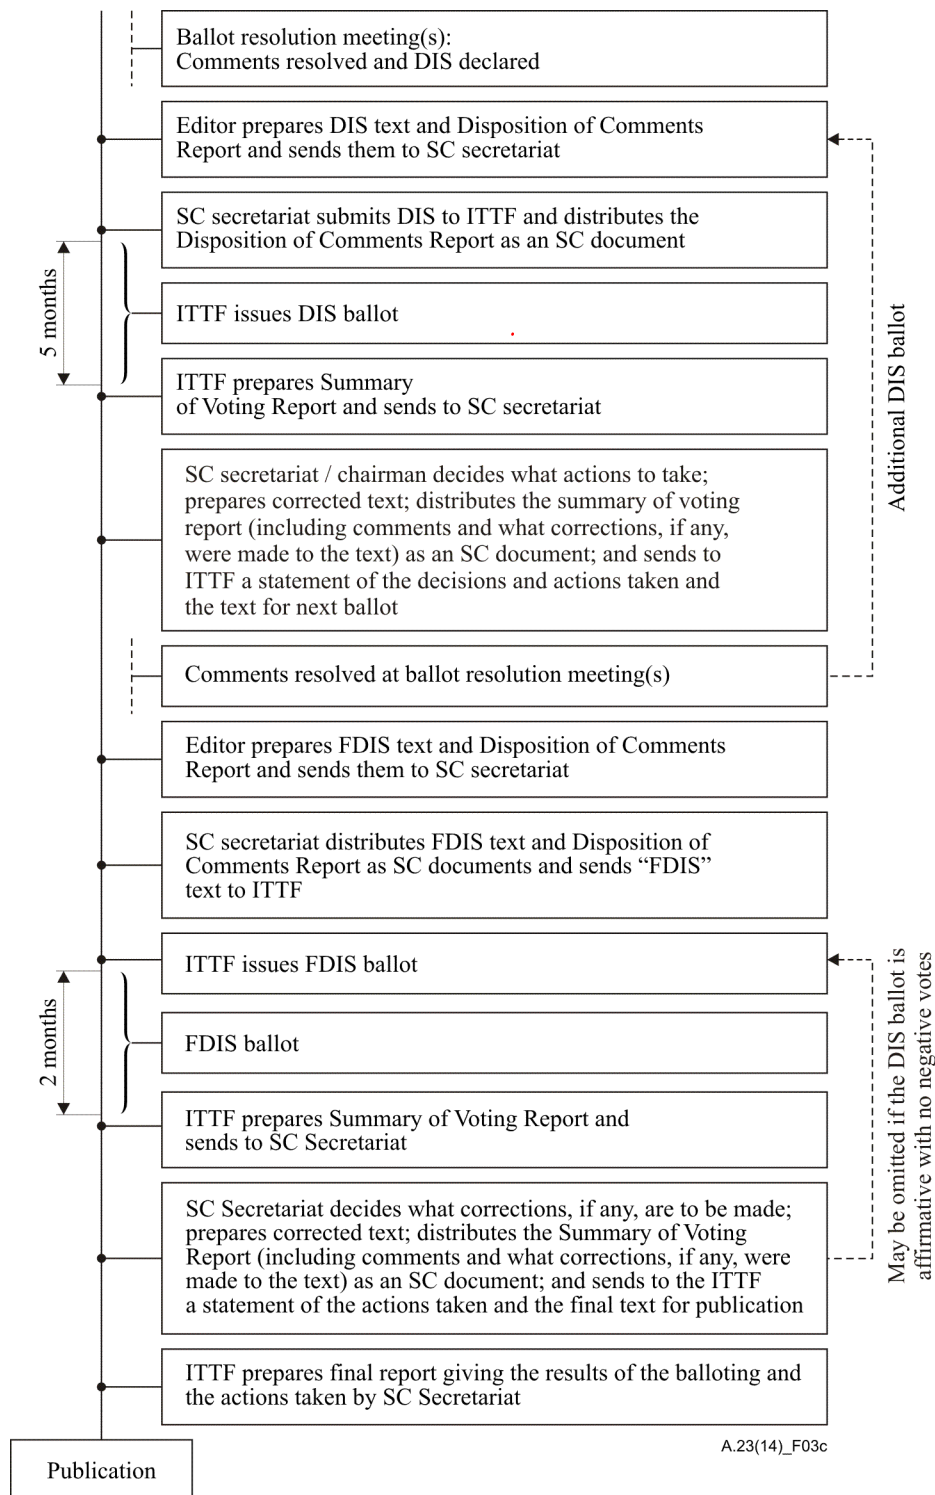 Ballot resolution meeting(s):
Comments resolved and DIS declared
Editor prepares DIS text and Disposition of Comments
Report and sends them to SC secretariat
SC secretariat submits DIS to ITTF and distributes the
Disposition of Comments Report as an SC document
5 months
ITTF issues DIS ballot
ITTF prepares Summary
of Voting Report and sends to SC secretariat
Additional DIS ballot
SC secretariat / chairman decides what actions to take;
prepares corrected text; distributes the summary of voting
report (including comments and what corrections, if any,
were made to the text) as an SC document; and sends to
ITTF a statement of the decisions and actions taken and
the text for next ballot
Comments resolved at ballot resolution meeting(s)
Editor prepares FDIS text and Disposition of Comments
Report and sends them to SC secretariat
SC secretariat distributes FDIS text and Disposition of
Comments Report as SC documents and sends “FDIS”
text to ITTF
ITTF issues FDIS ballot
2 months
FDIS ballot
ITTF prepares Summary of Voting Report and
sends to SC Secretariat
May be omitted if the DIS ballot is
affirmative with no negative votes
SC Secretariat decides what corrections, if any, are to be made;
prepares corrected text; distributes the Summary of Voting
Report (including comments and what corrections, if any, were
made to the text) as an SC document; and sends to the ITTF
a statement of the actions taken and the final text for publication
ITTF prepares final report giving the results of the balloting and
the actions taken by SC Secretariat
A.23(14)_F03c
Publication